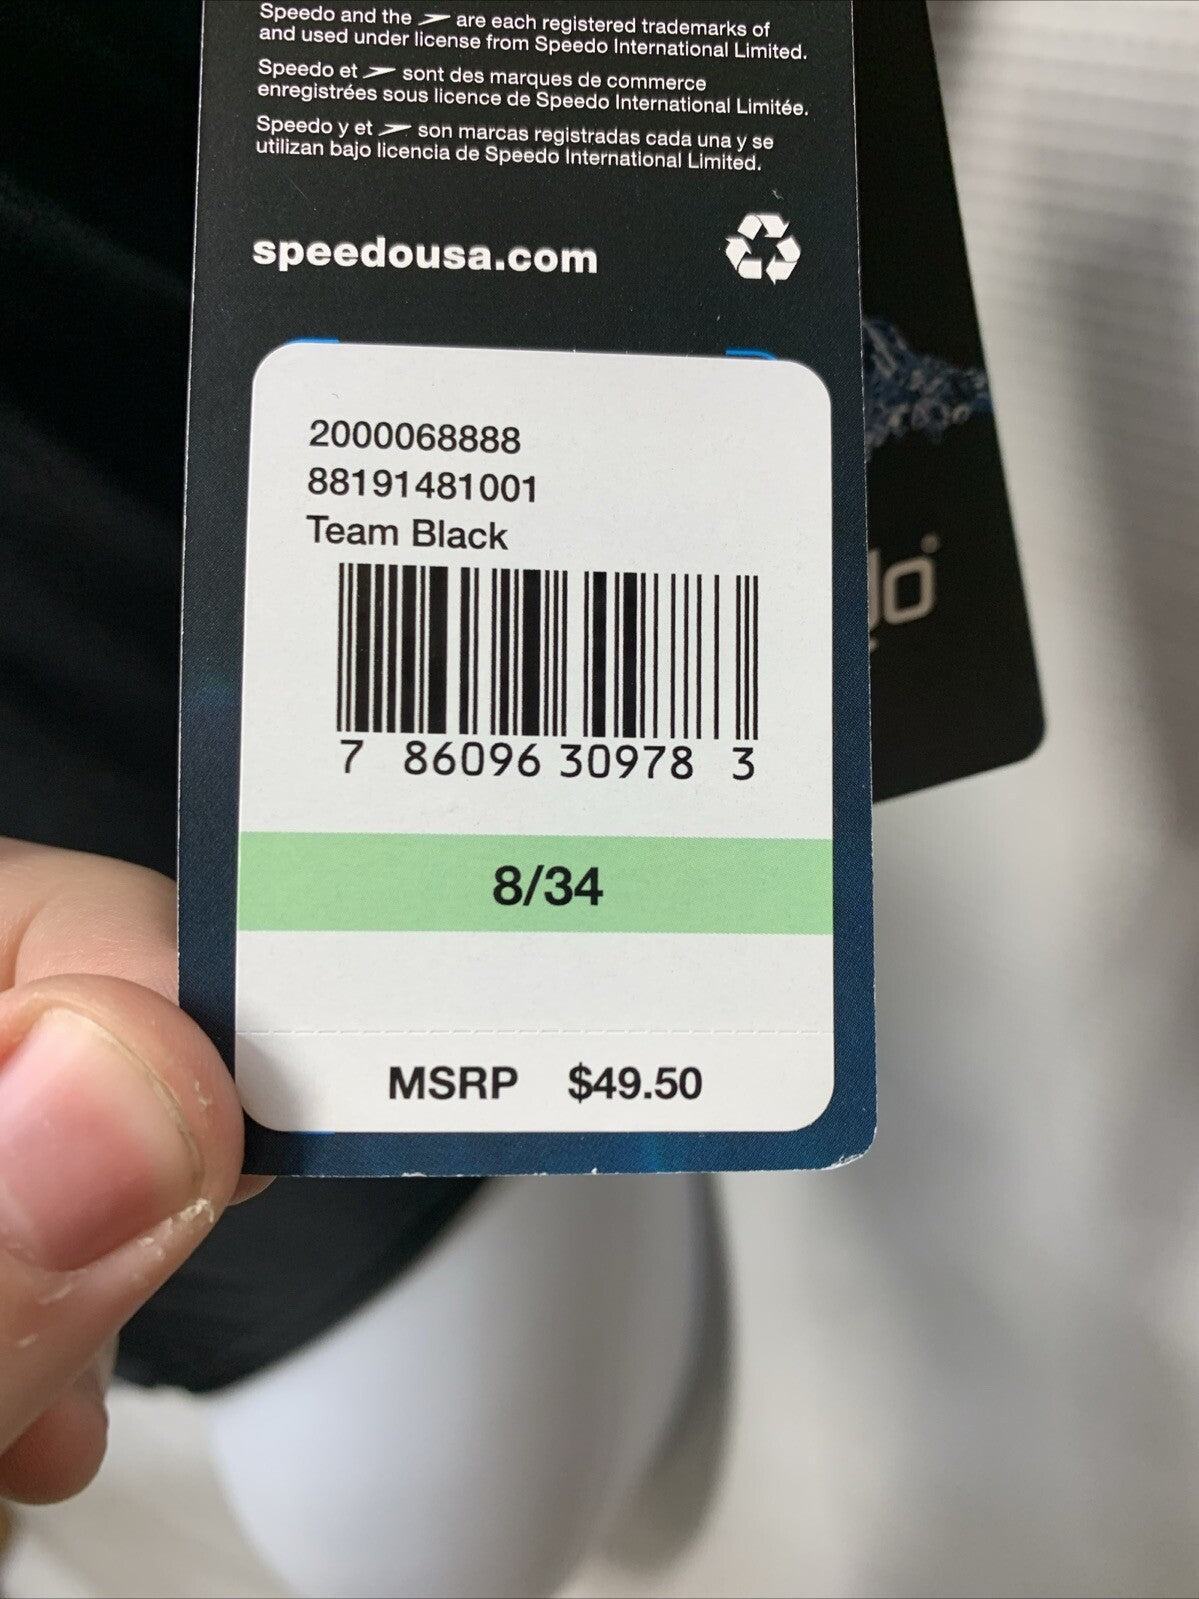 Speedo and the are each registered trademarks of
and used under license from Speedo International Limited.
Speedo et sont des marques de commerce
enregistrées sous licence de Speedo International Limitée.
Speedo y et son marcas registradas cada una y se
utilizan bajo licencia de Speedo International Limited.
speedousa.com
2000068888
88191481001
Team Black
7 86096 30978 3
8/34
MSRP $49.50